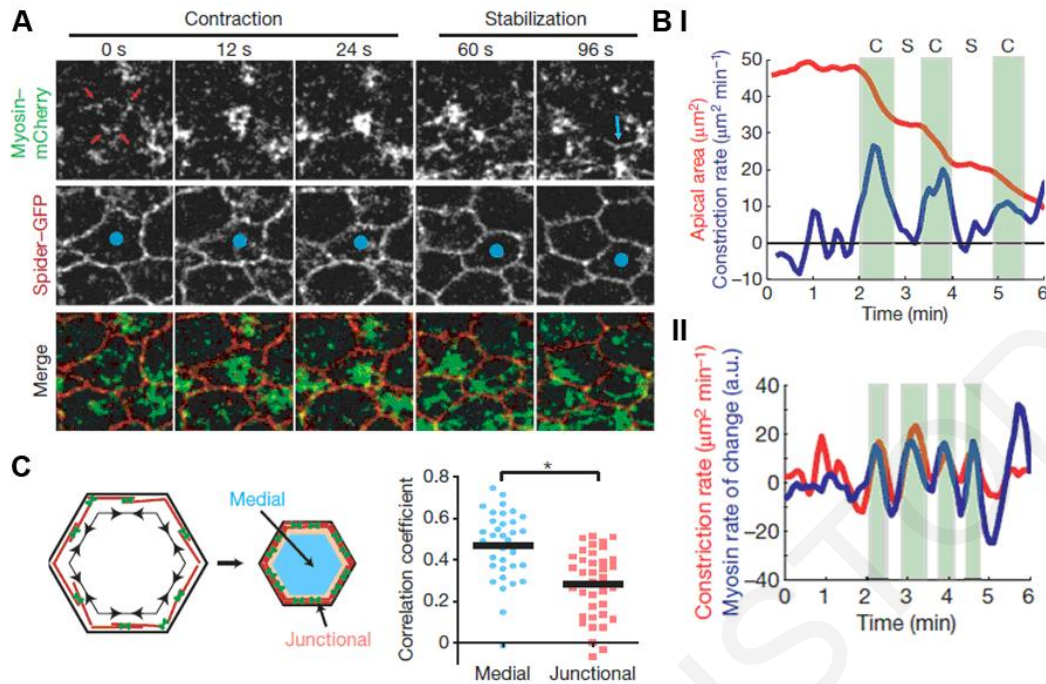 A
Contraction
Stabilization
0 s
12 s
24 s
60 s
96 s
Myosin–
mCherry
Spider–GFP
Merge
B I
C S C S C
Apical area (μm²)
Constriction rate (μm² min⁻¹)
50
40
30
20
10
0
−10
0 1 2 3 4 5 6
Time (min)
II
Constriction rate (μm² min⁻¹)
Myosin rate of change (a.u.)
40
20
0
−20
−40
0 1 2 3 4 5 6
Time (min)
C
Medial
Junctional
Correlation coefficient
0.8
0.6
0.4
0.2
0
*
Medial
Junctional